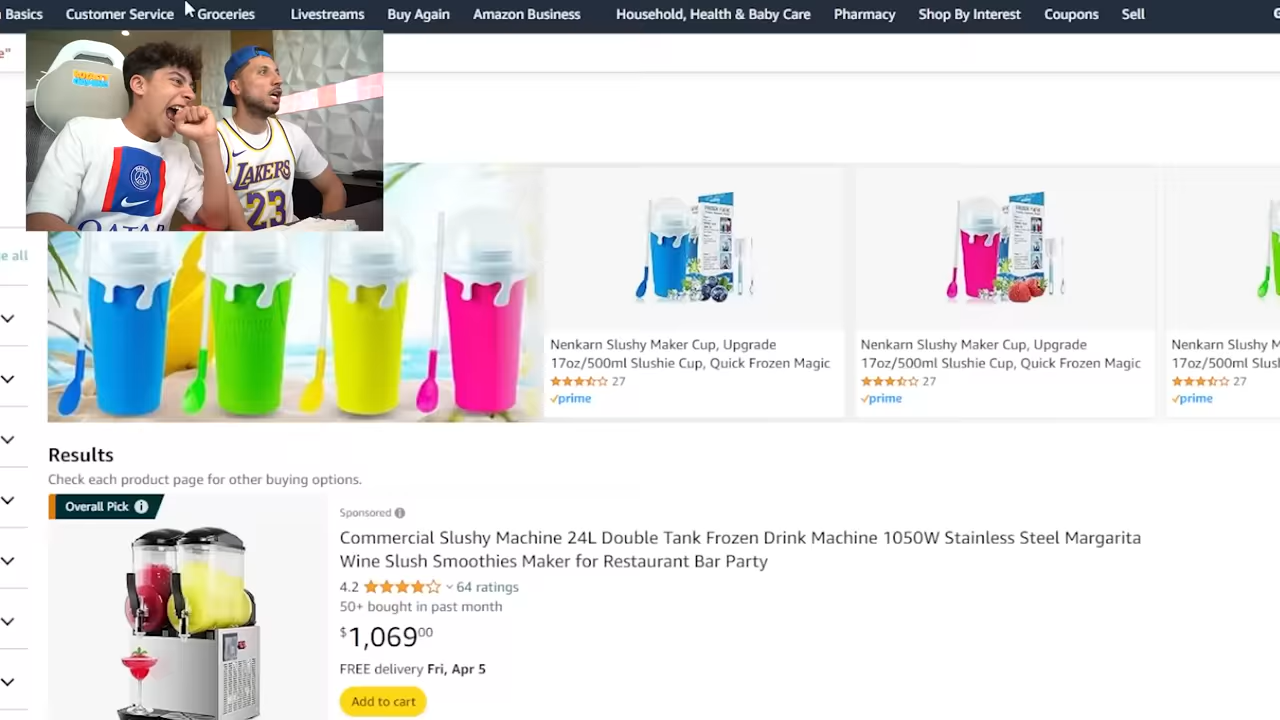 Basics Customer Service Groceries Livestreams Buy Again Amazon Business Household, Health & Baby Care Pharmacy Shop By Interest Coupons Sell
e"
LAKERS
23
QATAR
e all
Nenkarn Slushy Maker Cup, Upgrade
17oz/500ml Slushie Cup, Quick Frozen Magic
27
✓prime
Nenkarn Slushy Maker Cup, Upgrade
17oz/500ml Slushie Cup, Quick Frozen Magic
27
✓prime
Nenkarn Slushy M
17oz/500ml Slus
27
✓prime
Results
Check each product page for other buying options.
Overall Pick
Sponsored
Commercial Slushy Machine 24L Double Tank Frozen Drink Machine 1050W Stainless Steel Margarita
Wine Slush Smoothies Maker for Restaurant Bar Party
4.2 64 ratings
50+ bought in past month
$1,06900
FREE delivery Fri, Apr 5
Add to cart